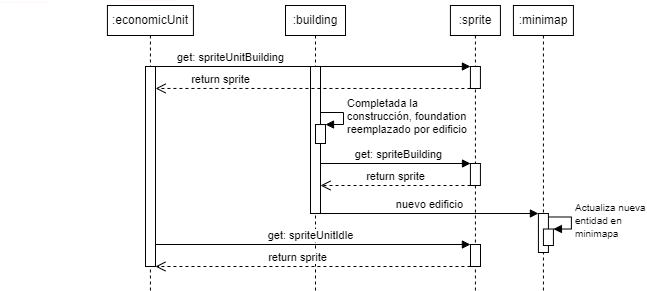 :economicUnit
:building
:sprite
:minimap
get: spriteUnitBuilding
return sprite
Completada la
construcción, foundation
reemplazado por edificio
get: spriteBuilding
return sprite
nuevo edificio
Actualiza nueva
entidad en
minimapa
get: spriteUnitIdle
return sprite